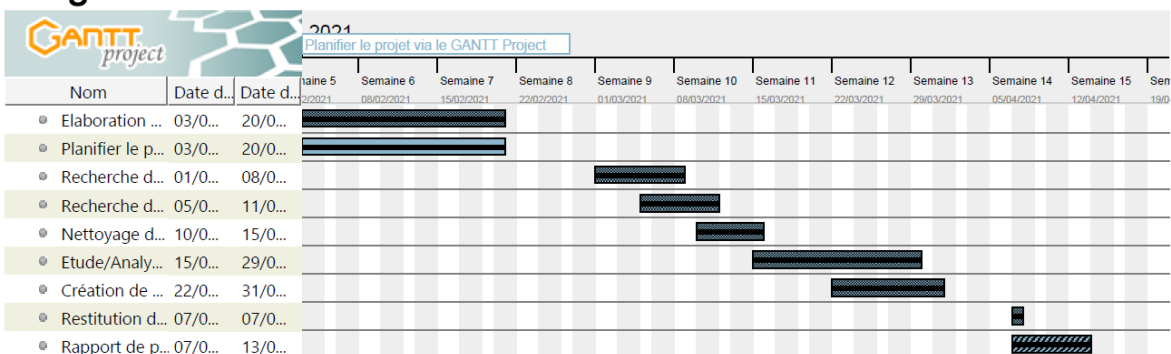 GANTT
project
2021
Planifier le projet via le GANTT Project
Nom Date d... Date d...
Semaine 6 Semaine 7 Semaine 8 Semaine 9 Semaine 10 Semaine 11 Semaine 12 Semaine 13 Semaine 14 Semaine 15
08/02/2021 15/02/2021 22/02/2021 01/03/2021 08/03/2021 15/03/2021 22/03/2021 29/03/2021 05/04/2021 12/04/2021
Elaboration ... 03/0... 20/0...
Planifier le p... 03/0... 20/0...
Recherche d... 01/0... 08/0...
Recherche d... 05/0... 11/0...
Nettoyage d... 10/0... 15/0...
Etude/Analy... 15/0... 29/0...
Création de ... 22/0... 31/0...
Restitution d... 07/0... 07/0...
Rapport de p... 07/0... 13/0...